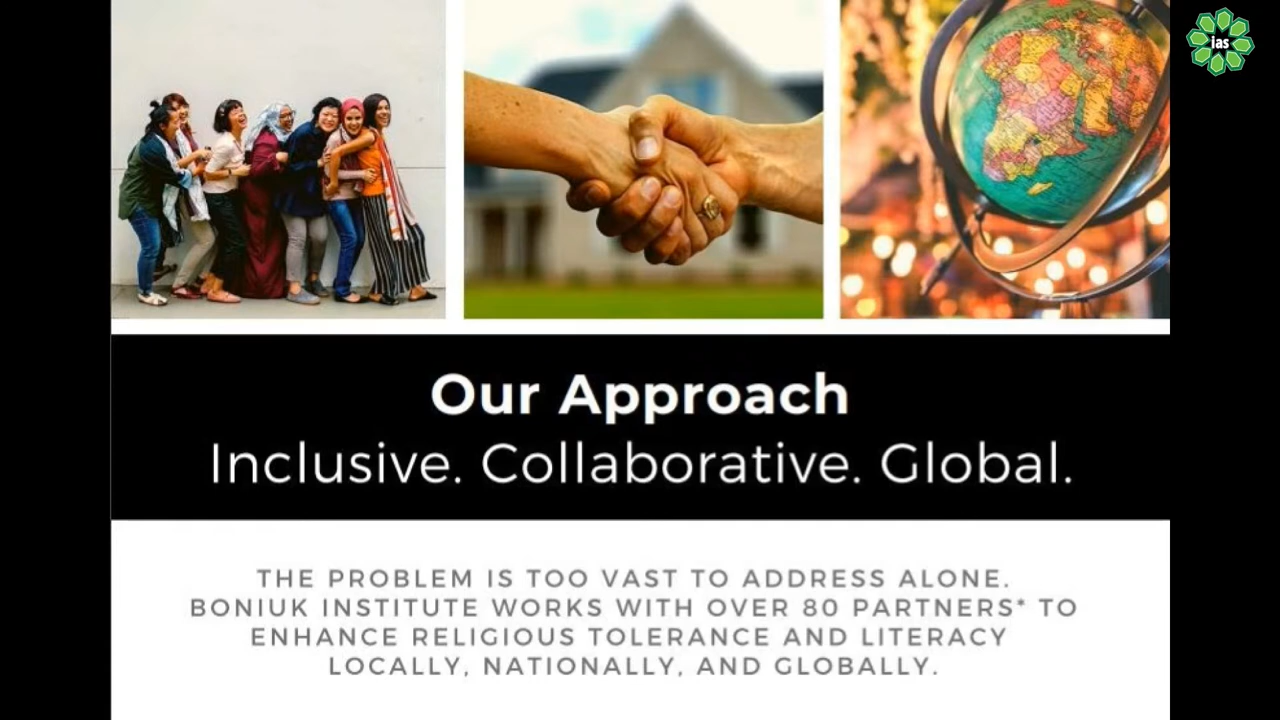 ias
Our Approach
Inclusive. Collaborative. Global.
THE PROBLEM IS TOO VAST TO ADDRESS ALONE.
BONIUK INSTITUTE WORKS WITH OVER 80 PARTNERS* TO
ENHANCE RELIGIOUS TOLERANCE AND LITERACY
LOCALLY, NATIONALLY, AND GLOBALLY.